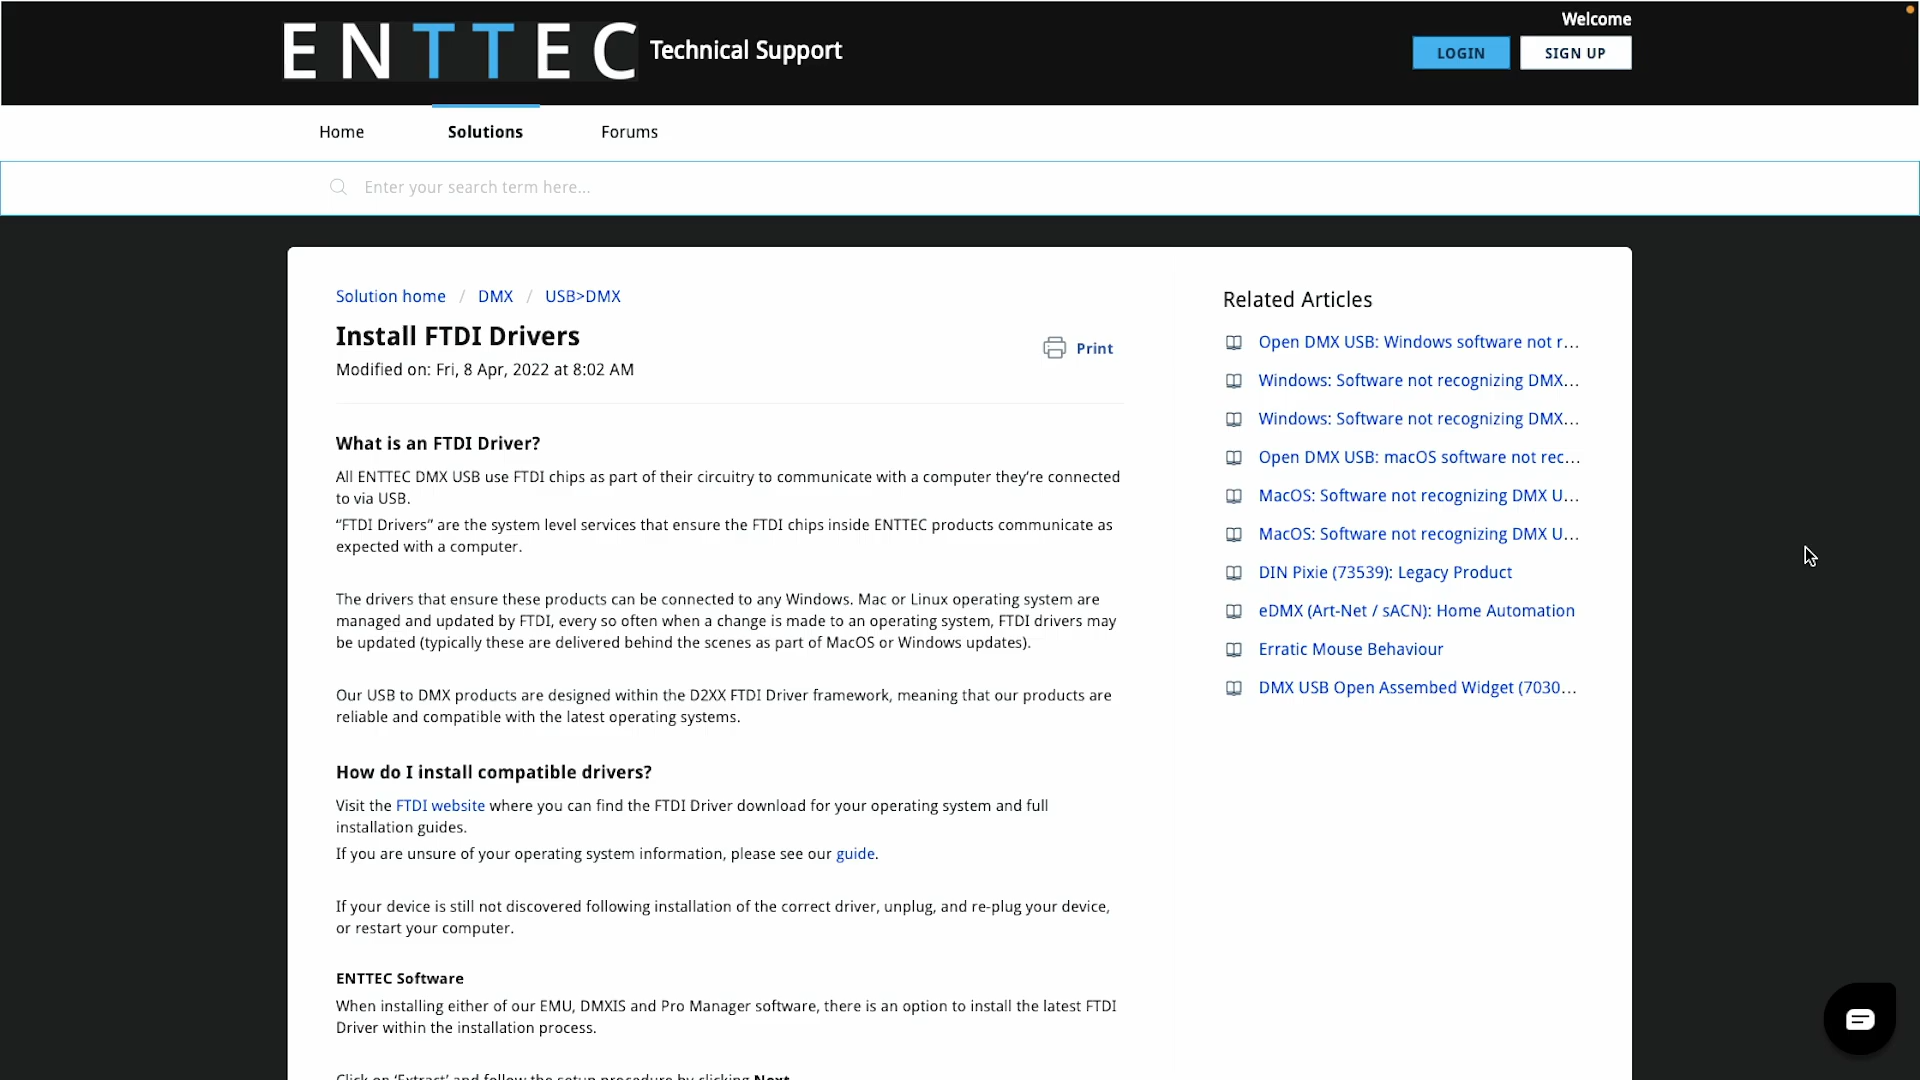 ENTTEC Technical Support
Welcome
LOGIN SIGN UP
Home Solutions Forums
Enter your search term here...
Solution home / DMX / USB>DMX
Install FTDI Drivers
Modified on: Fri, 8 Apr, 2022 at 8:02 AM
Print
What is an FTDI Driver?
All ENTTEC DMX USB use FTDI chips as part of their circuitry to communicate with a computer they’re connected
to via USB.
“FTDI Drivers” are the system level services that ensure the FTDI chips inside ENTTEC products communicate as
expected with a computer.
The drivers that ensure these products can be connected to any Windows. Mac or Linux operating system are
managed and updated by FTDI, every so often when a change is made to an operating system, FTDI drivers may
be updated (typically these are delivered behind the scenes as part of MacOS or Windows updates).
Our USB to DMX products are designed within the D2XX FTDI Driver framework, meaning that our products are
reliable and compatible with the latest operating systems.
How do I install compatible drivers?
Visit the FTDI website where you can find the FTDI Driver download for your operating system and full
installation guides.
If you are unsure of your operating system information, please see our guide.
If your device is still not discovered following installation of the correct driver, unplug, and re-plug your device,
or restart your computer.
ENTTEC Software
When installing either of our EMU, DMXIS and Pro Manager software, there is an option to install the latest FTDI
Driver within the installation process.
Click on ‘Extract’ and follow the setup procedure by clicking Next
Related Articles
Open DMX USB: Windows software not r...
Windows: Software not recognizing DMX...
Windows: Software not recognizing DMX...
Open DMX USB: macOS software not rec...
MacOS: Software not recognizing DMX U...
MacOS: Software not recognizing DMX U...
DIN Pixie (73539): Legacy Product
eDMX (Art-Net / sACN): Home Automation
Erratic Mouse Behaviour
DMX USB Open Assembed Widget (7030...